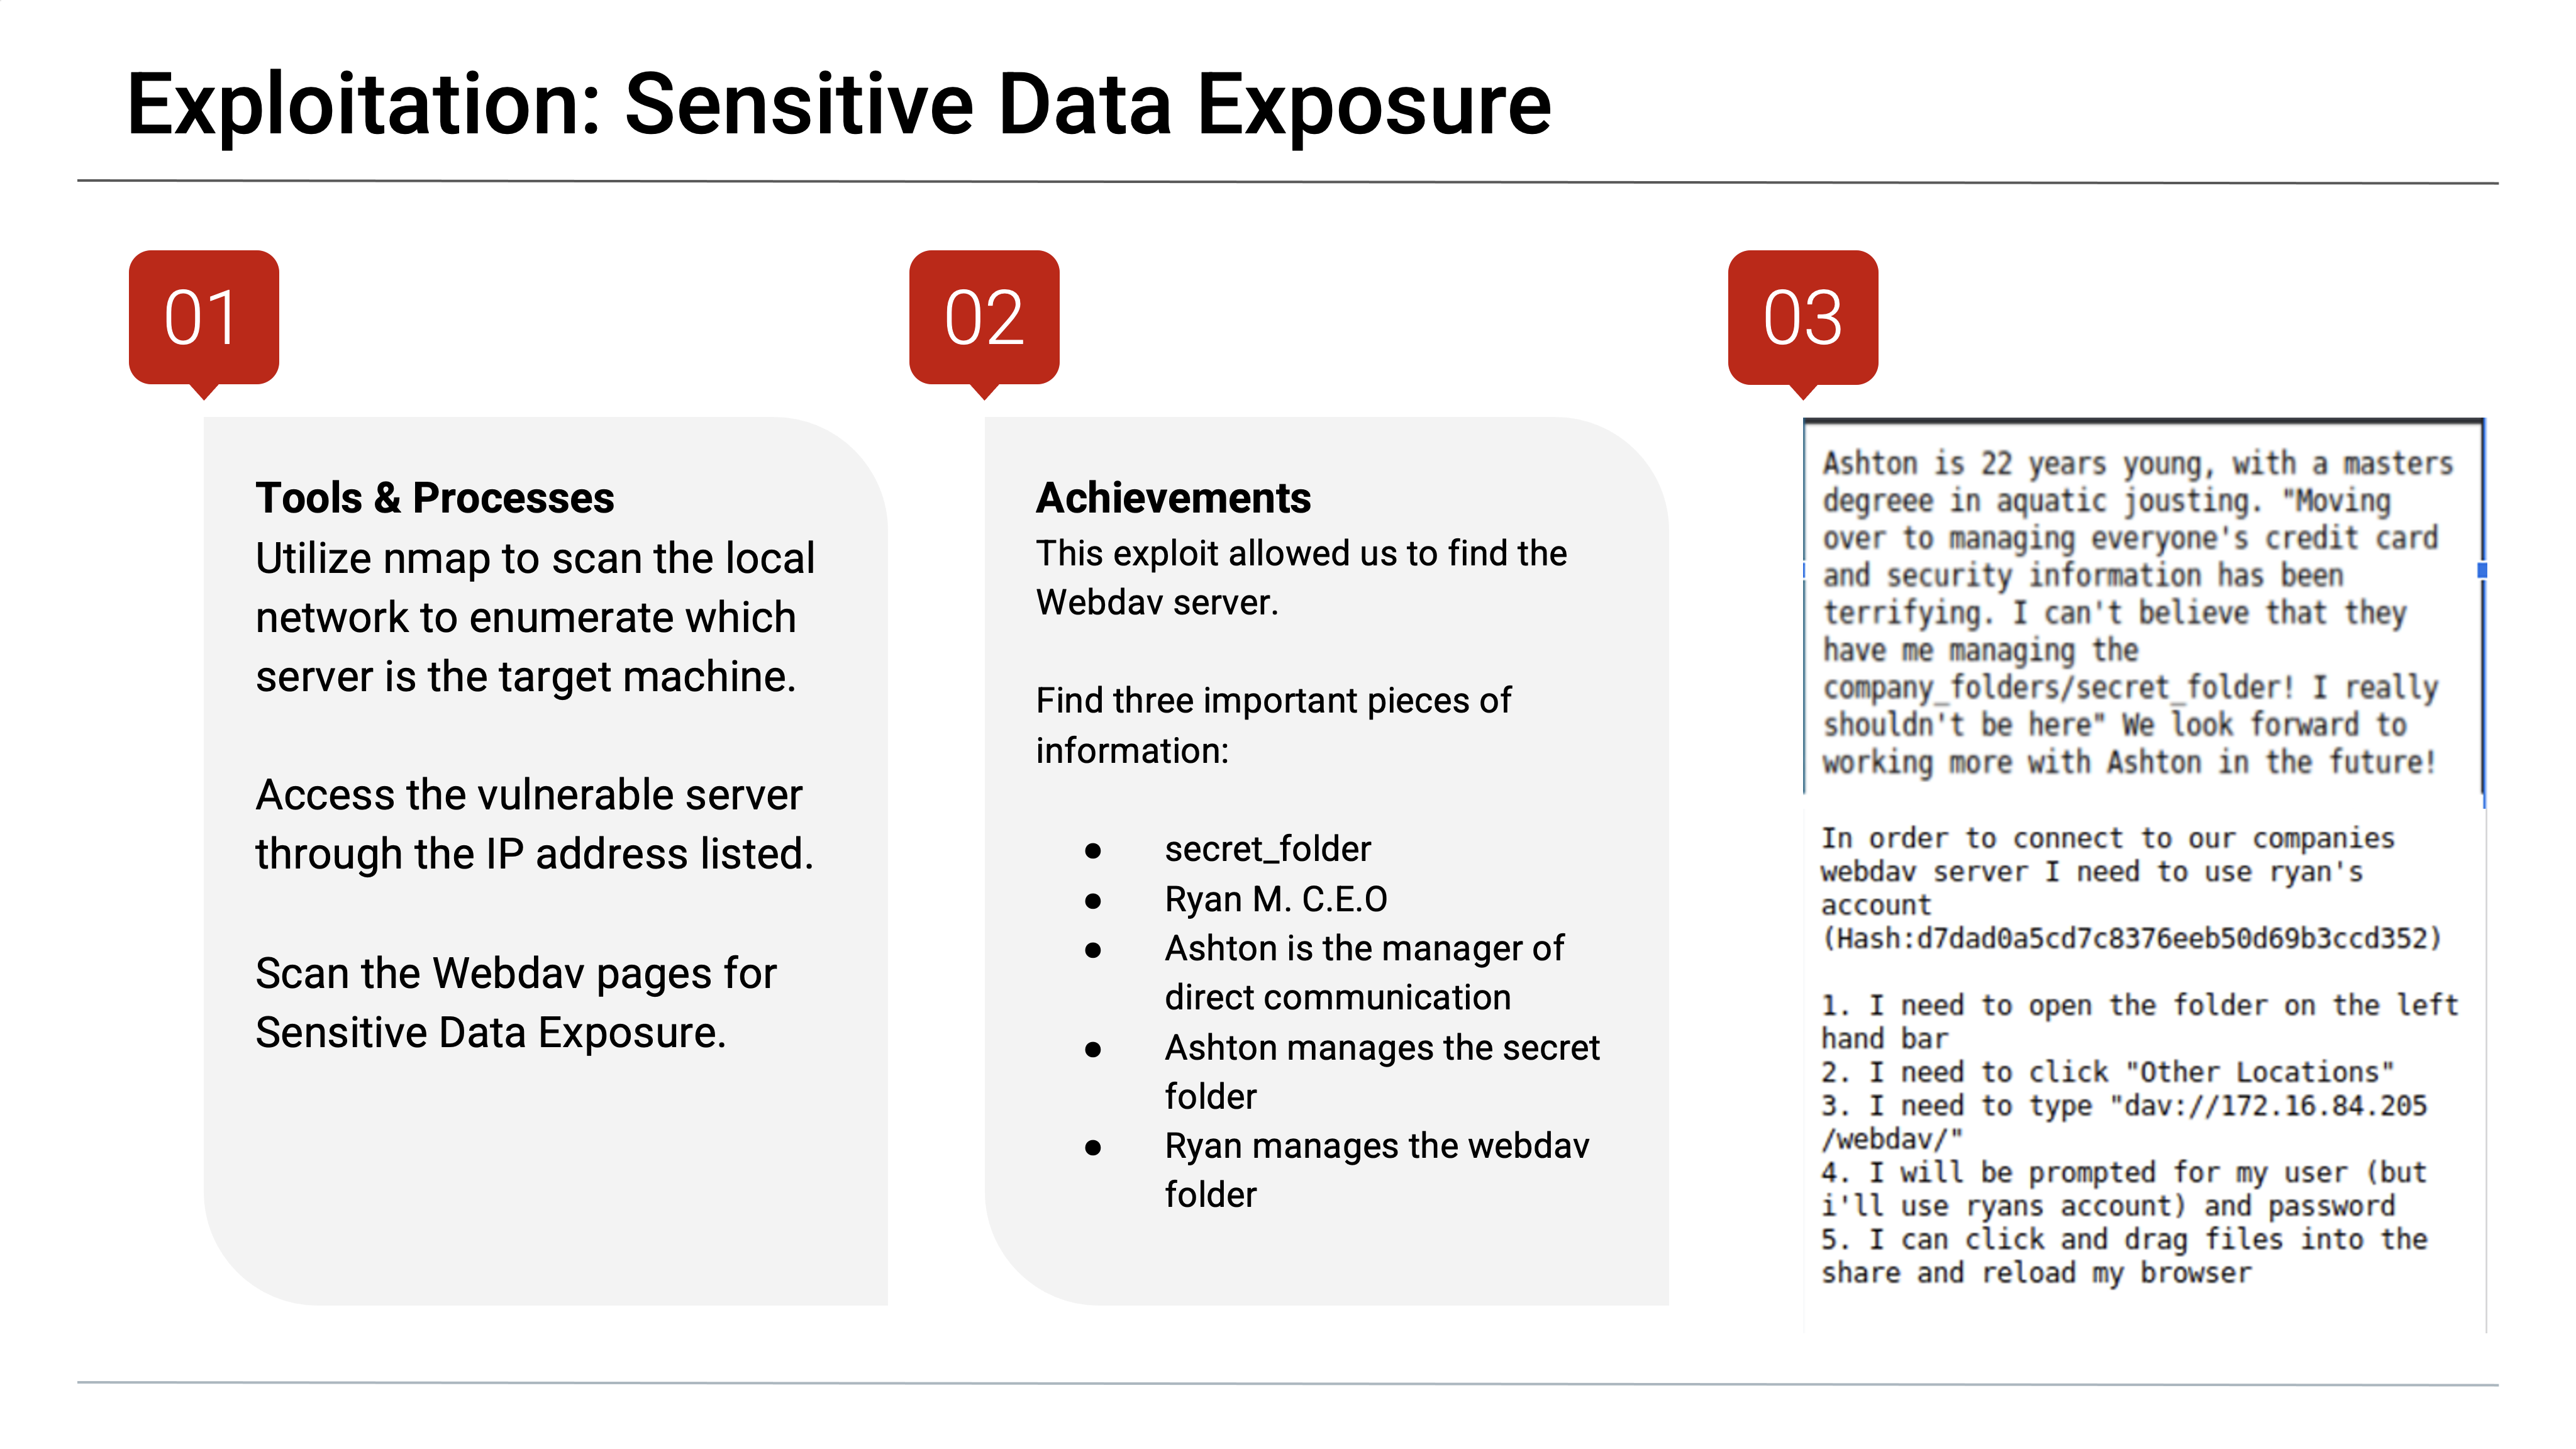 Exploitation: Sensitive Data Exposure
01
Tools & Processes
Utilize nmap to scan the local
network to enumerate which
server is the target machine.
Access the vulnerable server
through the IP address listed.
Scan the Webdav pages for
Sensitive Data Exposure.
02
Achievements
This exploit allowed us to find the
Webdav server.
Find three important pieces of
information:
● secret_folder
● Ryan M. C.E.O
● Ashton is the manager of
direct communication
● Ashton manages the secret
folder
● Ryan manages the webdav
folder
03
Ashton is 22 years young, with a masters
degreee in aquatic jousting. "Moving
over to managing everyone's credit card
and security information has been
terrifying. I can't believe that they
have me managing the
company_folders/secret_folder! I really
shouldn't be here" We look forward to
working more with Ashton in the future!
In order to connect to our companies
webdav server I need to use ryan's
account
(Hash:d7dad0a5cd7c8376eeb50d69b3ccd352)
1. I need to open the folder on the left
hand bar
2. I need to click "Other Locations"
3. I need to type "dav://172.16.84.205
/webdav/"
4. I will be prompted for my user (but
i'll use ryans account) and password
5. I can click and drag files into the
share and reload my browser